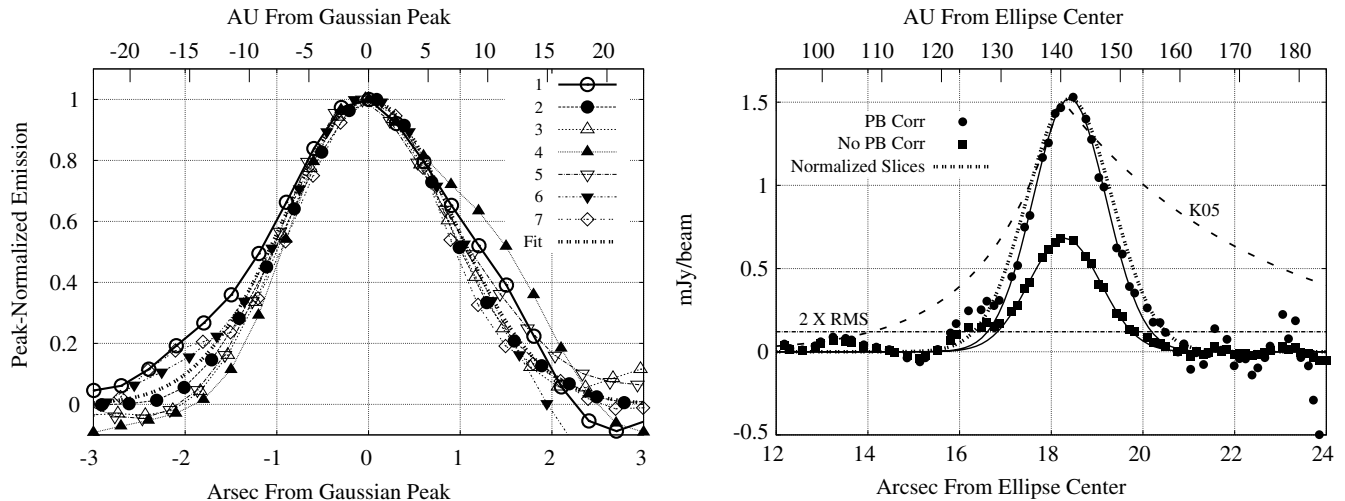 AU From Gaussian Peak
-20 -15 -10 -5 0 5 10 15 20
Peak-Normalized Emission
1
0.8
0.6
0.4
0.2
0
1
2
3
4
5
6
7
Fit
-3 -2 -1 0 1 2 3
Arsec From Gaussian Peak
AU From Ellipse Center
100 110 120 130 140 150 160 170 180
mJy/beam
1.5
1
0.5
0
-0.5
PB Corr
No PB Corr
Normalized Slices
K05
2 X RMS
12 14 16 18 20 22 24
Arcsec From Ellipse Center